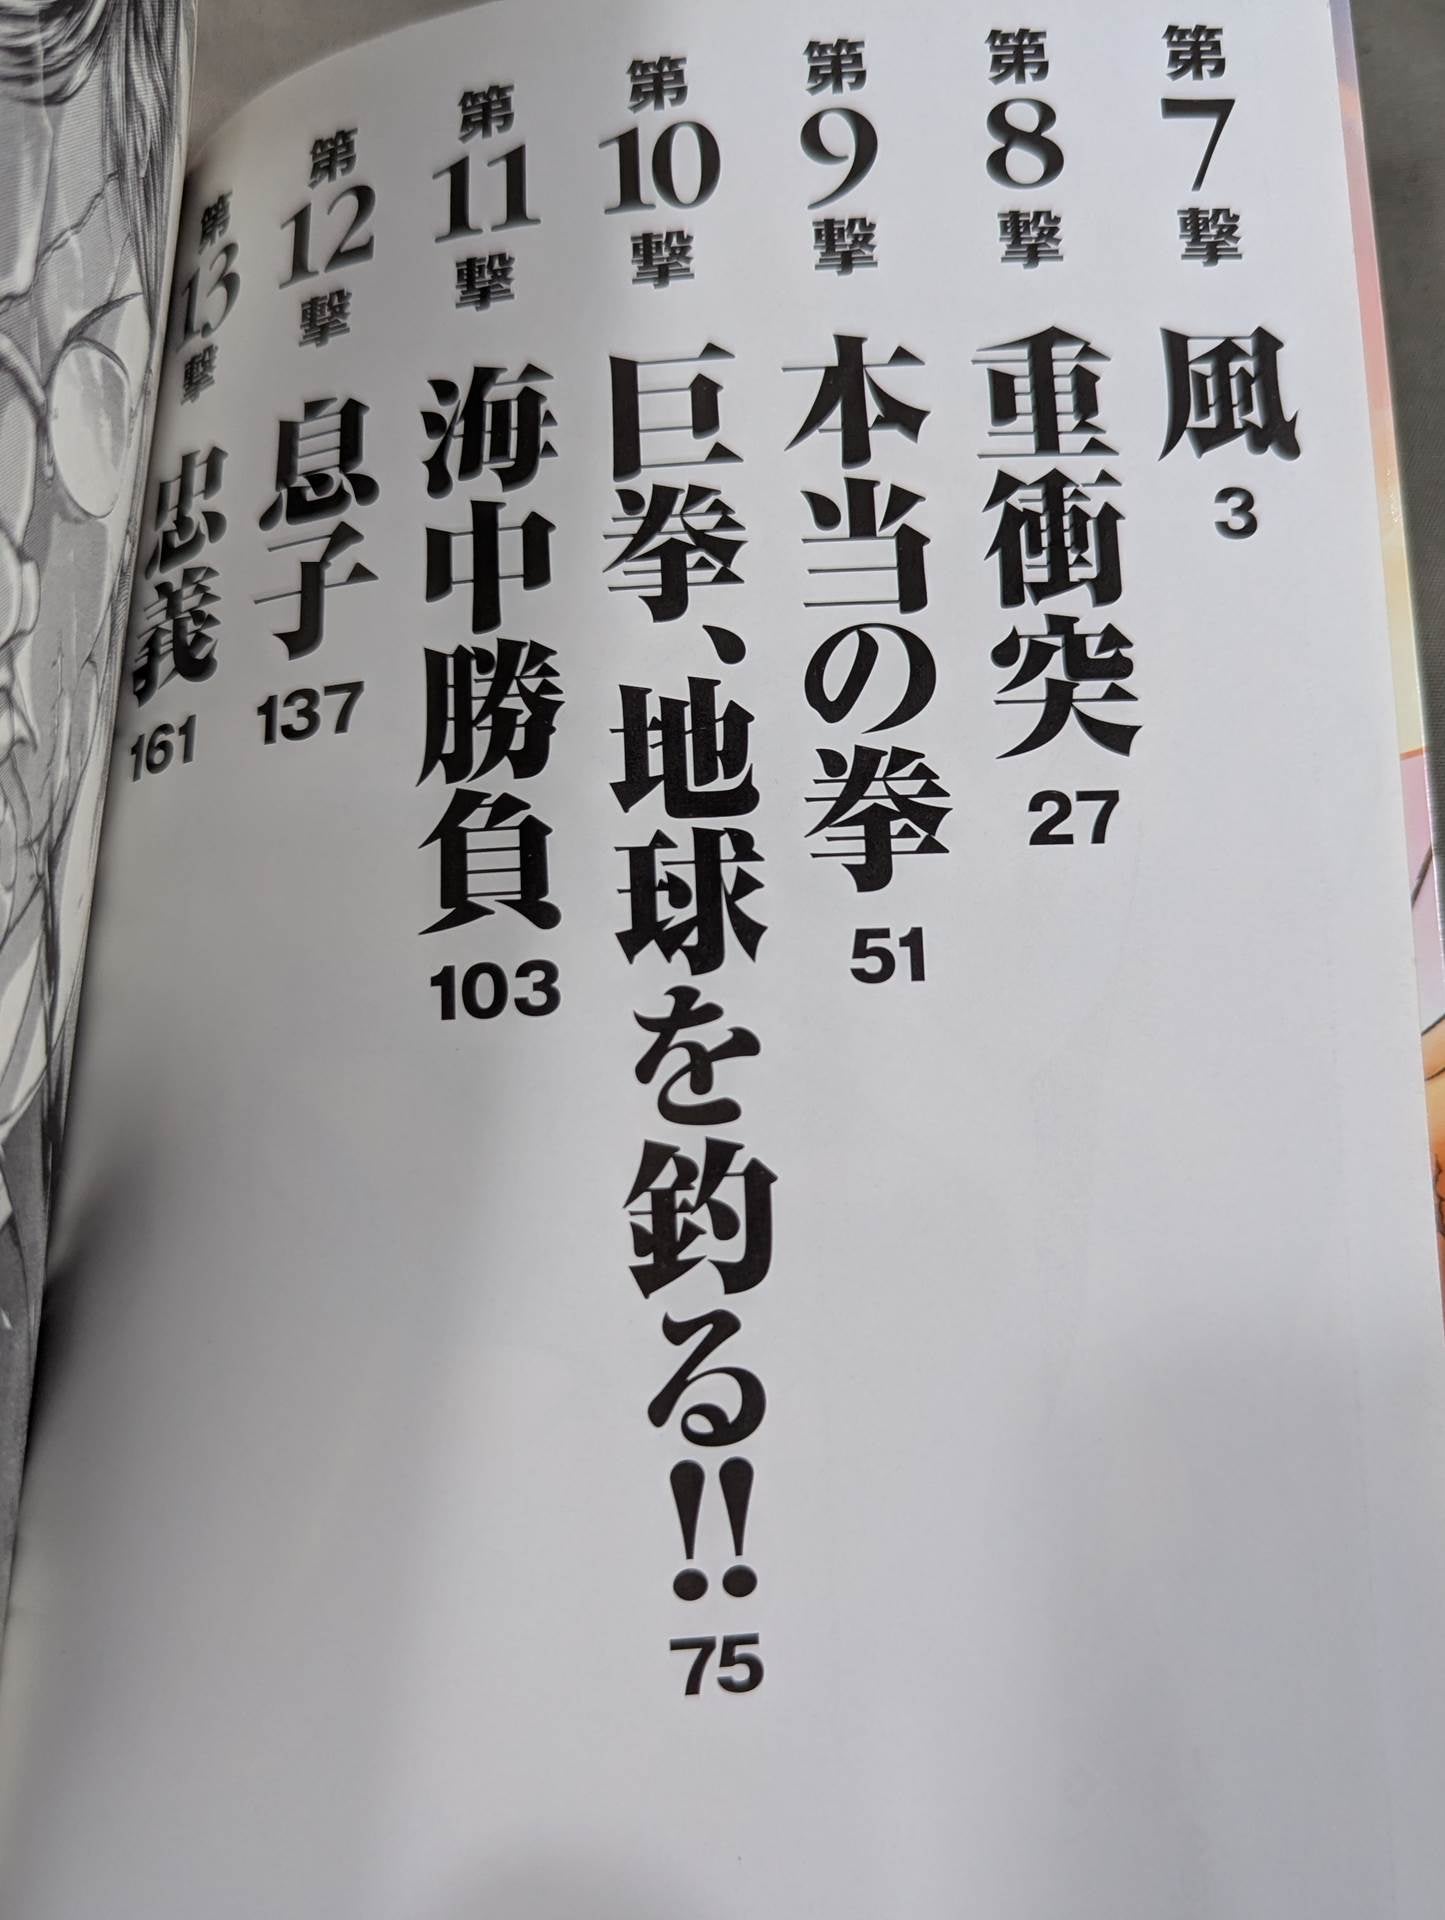 第7撃 風 3
第8撃 重衝突 27
第9撃 本当の拳 51
第10撃 巨拳、地球を釣る!! 75
第11撃 海中勝負 103
第12撃 息子 137
第13撃 忠義 161